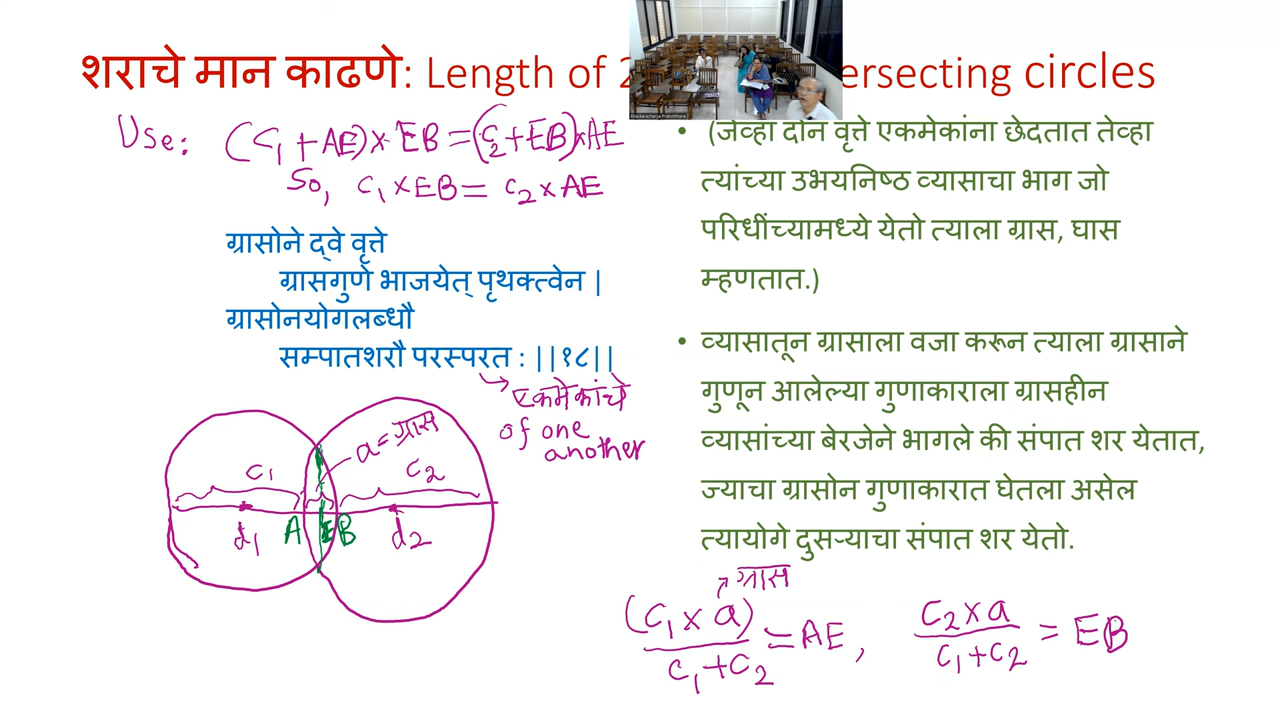 शराचे मान काढणे: Length of 2 ersecting circles
Use: (C₁ + AE) × EB = (C₂ + EB) × AE
So, C₁ × EB = C₂ × AE
ग्रासोने द्वे वृत्ते
ग्रासगुणे भाजयेत् पृथक्त्वेन |
ग्रासोनयोगलब्धौ
सम्पातशरौ परस्परत : ||१८||
एकमेकांचे
of one
another
a = ग्रास
C₁ C₂
A E B
d₁ d₂
• (जेव्हा दोन वृत्ते एकमेकांना छेदतात तेव्हा
त्यांच्या उभयनिष्ठ व्यासाचा भाग जो
परिधींच्यामध्ये येतो त्याला ग्रास, घास
म्हणतात.)
• व्यासातून ग्रासाला वजा करून त्याला ग्रासाने
गुणून आलेल्या गुणाकाराला ग्रासहीन
व्यासांच्या बेरजेने भागले की संपात शर येतात,
ज्याचा ग्रासोन गुणाकारात घेतला असेल
त्यायोगे दुसऱ्याचा संपात शर येतो.
ग्रास
(C₁ × a) / C₁ + C₂ = AE, C₂ × a / C₁ + C₂ = EB